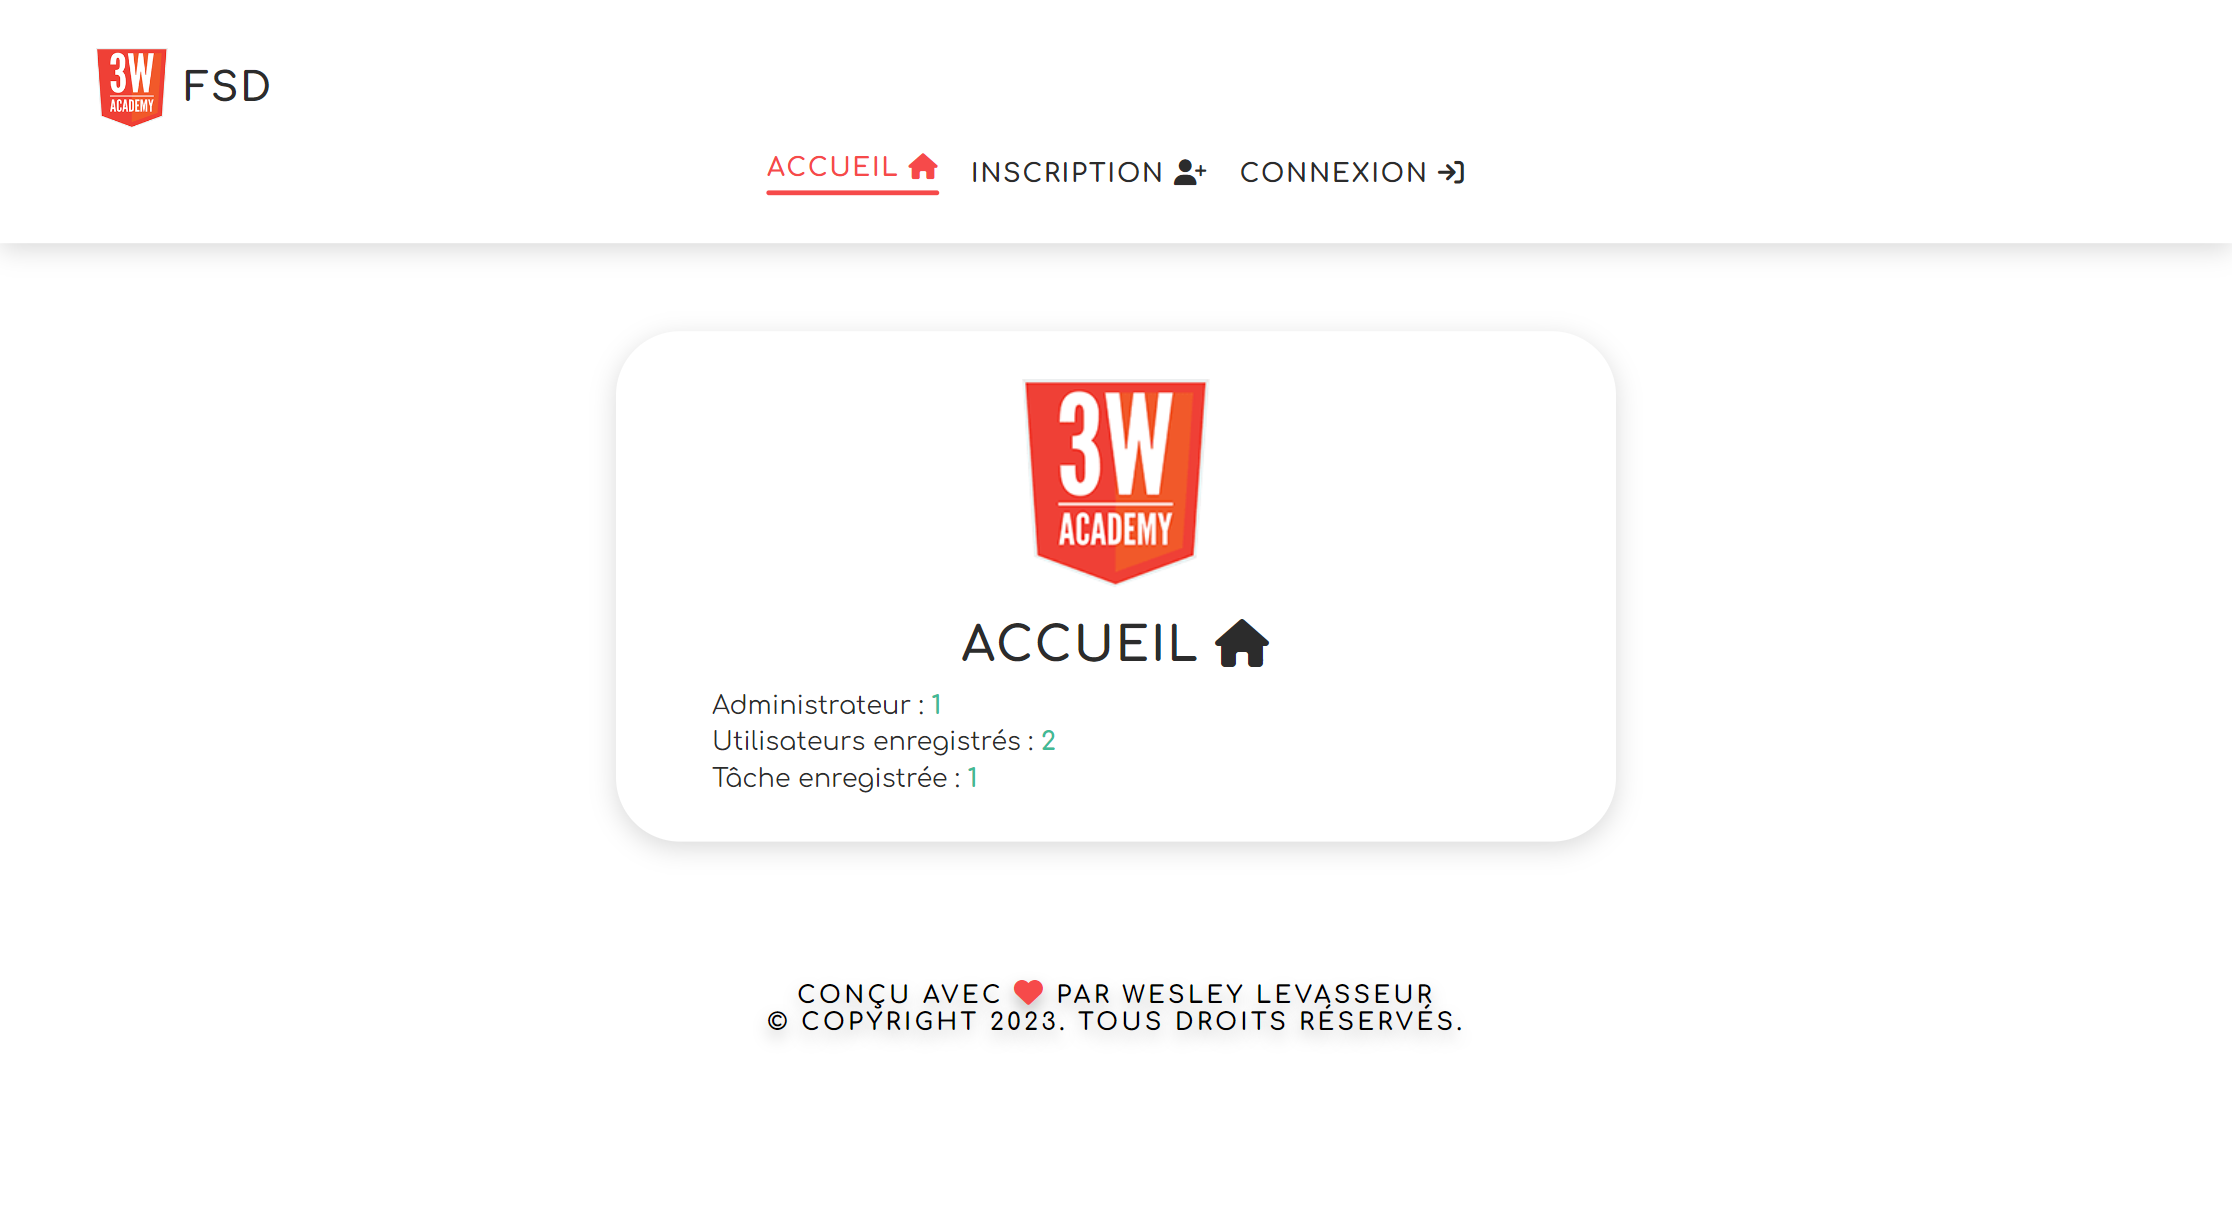 3W
ACADEMY
FSD
ACCUEIL
INSCRIPTION
CONNEXION
3W
ACADEMY
ACCUEIL
Administrateur : 1
Utilisateurs enregistrés : 2
Tâche enregistrée : 1
CONÇU AVEC PAR WESLEY LEVASSEUR
© COPYRIGHT 2023. TOUS DROITS RÉSERVÉS.